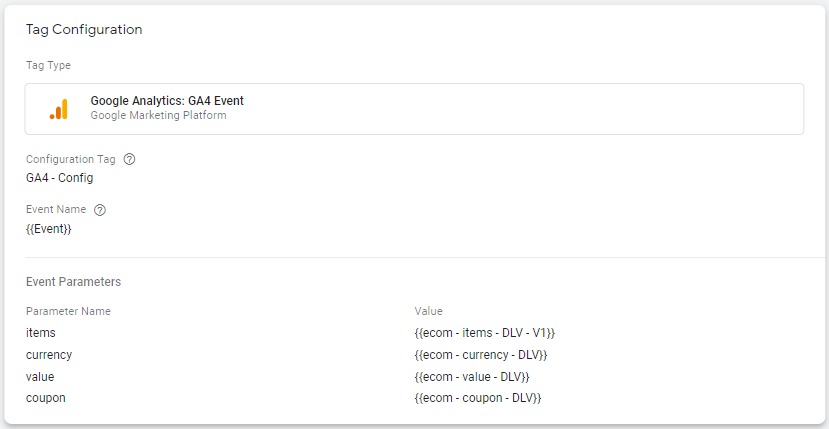 Tag Configuration
Tag Type
Google Analytics: GA4 Event
Google Marketing Platform
Configuration Tag ?
GA4 - Config
Event Name ?
{{Event}}
Event Parameters
Parameter Name Value
items {{ecom - items - DLV - V1}}
currency {{ecom - currency - DLV}}
value {{ecom - value - DLV}}
coupon {{ecom - coupon - DLV}}